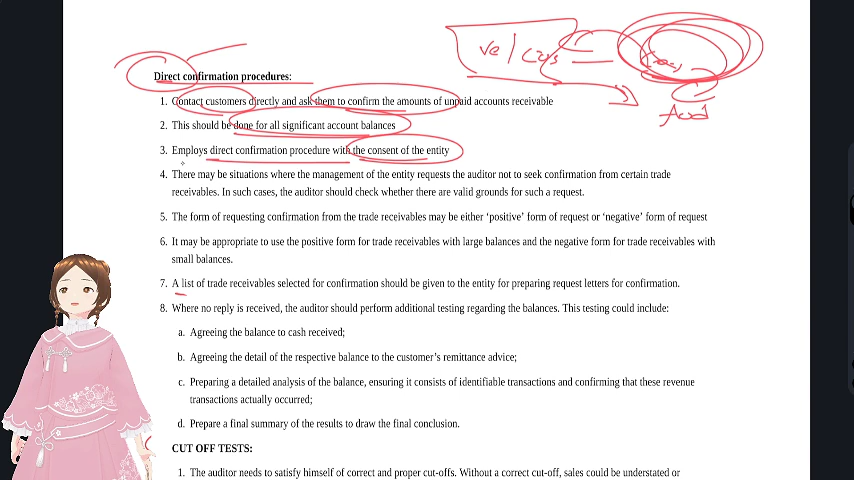 ve / cons
Direct confirmation procedures:
1. Contact customers directly and ask them to confirm the amounts of unpaid accounts receivable
2. This should be done for all significant account balances
3. Employs direct confirmation procedure with the consent of the entity
4. There may be situations where the management of the entity requests the auditor not to seek confirmation from certain trade
receivables. In such cases, the auditor should check whether there are valid grounds for such a request.
5. The form of requesting confirmation from the trade receivables may be either ‘positive’ form of request or ‘negative’ form of request
6. It may be appropriate to use the positive form for trade receivables with large balances and the negative form for trade receivables with
small balances.
7. A list of trade receivables selected for confirmation should be given to the entity for preparing request letters for confirmation.
8. Where no reply is received, the auditor should perform additional testing regarding the balances. This testing could include:
a. Agreeing the balance to cash received;
b. Agreeing the detail of the respective balance to the customer’s remittance advice;
c. Preparing a detailed analysis of the balance, ensuring it consists of identifiable transactions and confirming that these revenue
transactions actually occurred;
d. Prepare a final summary of the results to draw the final conclusion.
CUT OFF TESTS:
1. The auditor needs to satisfy himself of correct and proper cut-offs. Without a correct cut-off, sales could be understated or